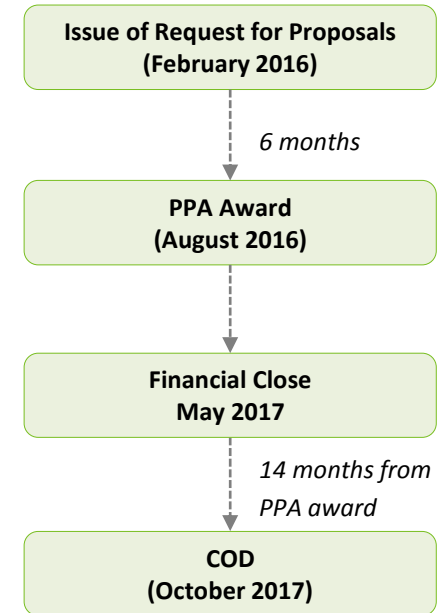 Issue of Request for Proposals
(February 2016)
6 months
PPA Award
(August 2016)
Financial Close
May 2017
14 months from
PPA award
COD
(October 2017)